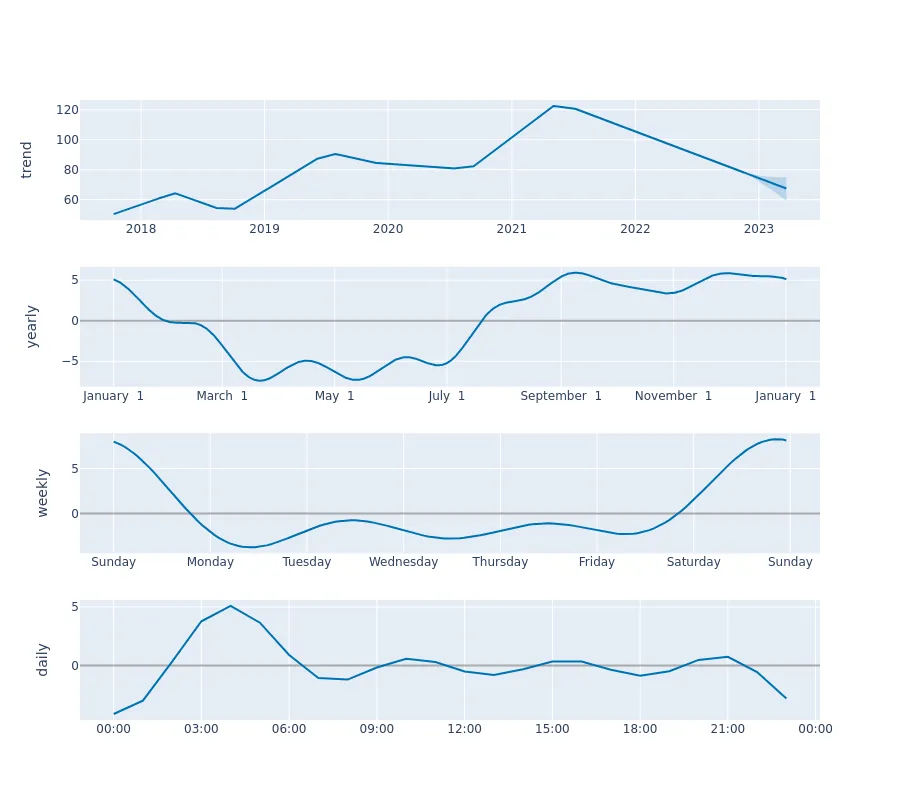 trend
120
100
80
60
2018 2019 2020 2021 2022 2023
yearly
5
0
−5
January 1 March 1 May 1 July 1 September 1 November 1 January 1
weekly
5
0
Sunday Monday Tuesday Wednesday Thursday Friday Saturday Sunday
daily
5
0
00:00 03:00 06:00 09:00 12:00 15:00 18:00 21:00 00:00